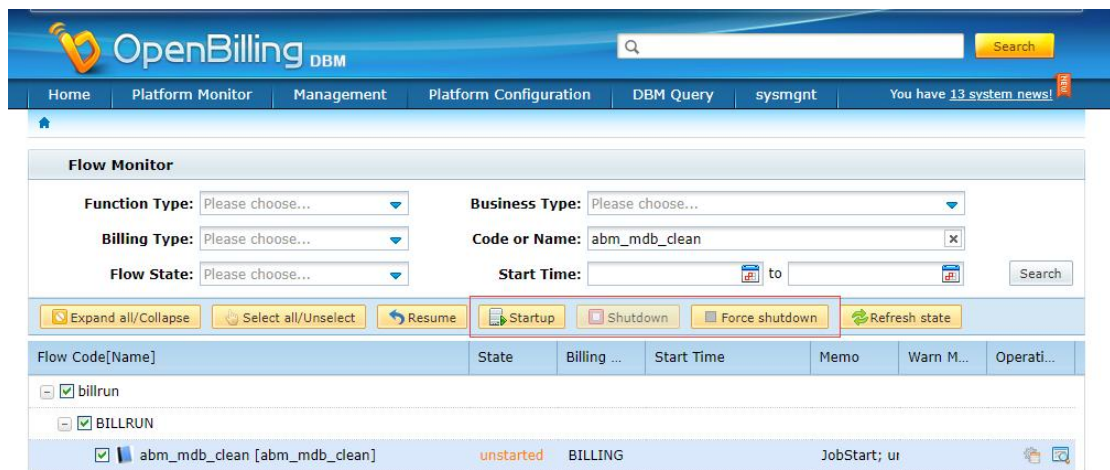 OpenBilling DBM
Search
Home Platform Monitor Management Platform Configuration DBM Query sysmgnt You have 13 system news! NEW
Flow Monitor
Function Type: Please choose... Business Type: Please choose...
Billing Type: Please choose... Code or Name: abm_mdb_clean
Flow State: Please choose... Start Time: to Search
Expand all/Collapse Select all/Unselect Resume Startup Shutdown Force shutdown Refresh state
Flow Code[Name] State Billing ... Start Time Memo Warn M... Operati...
billrun
BILLRUN
abm_mdb_clean [abm_mdb_clean] unstarted BILLING JobStart; ur